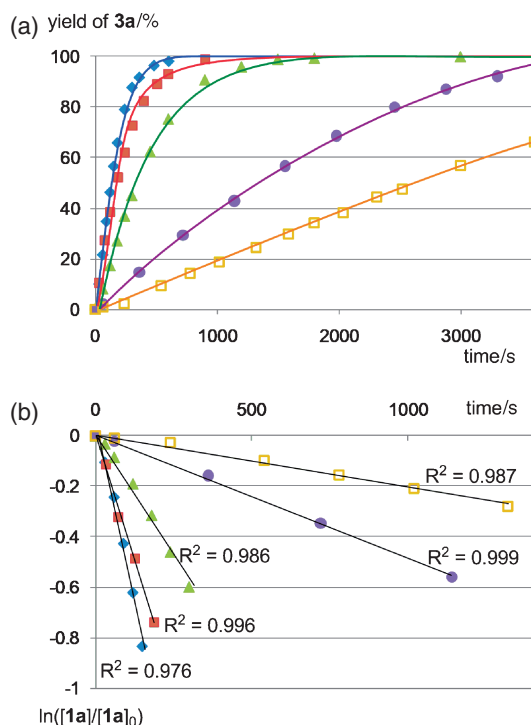 (a) yield of 3a/%
100
80
60
40
20
0
0 1000 2000 3000
time/s
(b) 0 500 1000 time/s
0
-0.2
-0.4
-0.6
-0.8
-1
R² = 0.987
R² = 0.999
R² = 0.986
R² = 0.996
R² = 0.976
ln([1a]/[1a]₀)